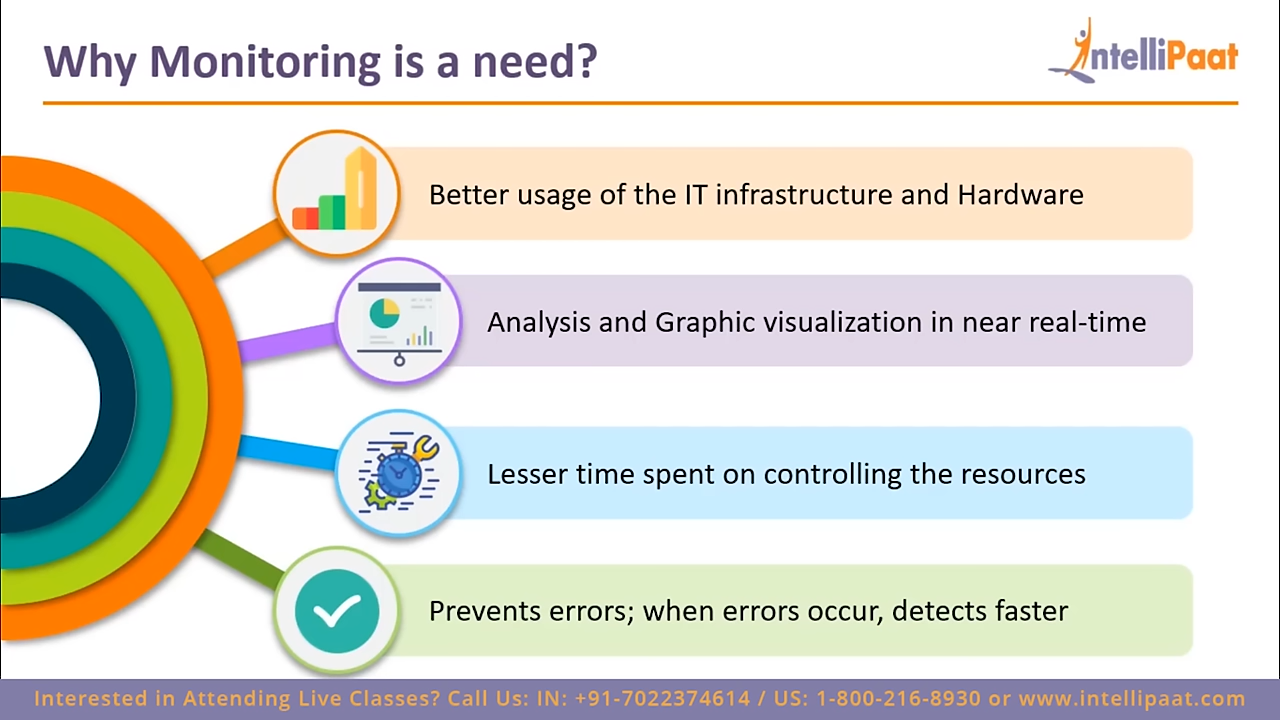 Why Monitoring is a need?
IntelliPaat
Better usage of the IT infrastructure and Hardware
Analysis and Graphic visualization in near real-time
Lesser time spent on controlling the resources
Prevents errors; when errors occur, detects faster
Interested in Attending Live Classes? Call Us: IN: +91-7022374614 / US: 1-800-216-8930 or www.intellipaat.com